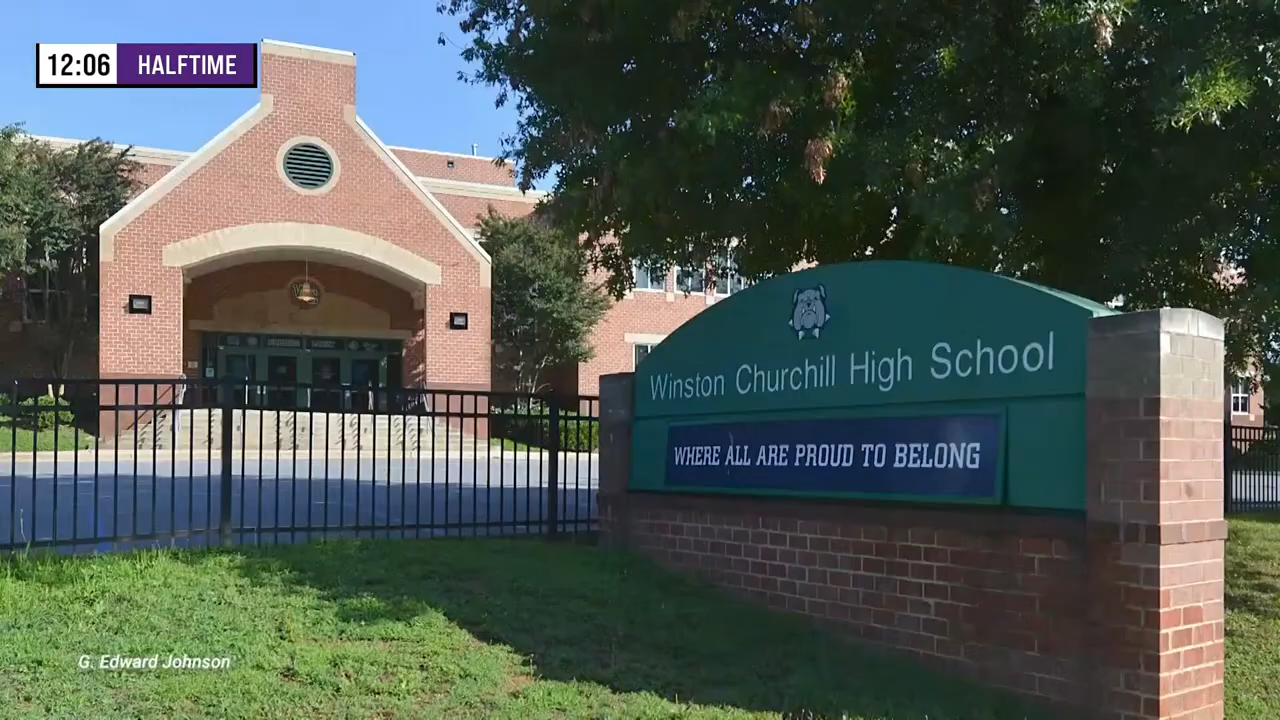 12:06 HALFTIME
Winston Churchill High School
WHERE ALL ARE PROUD TO BELONG
G. Edward Johnson